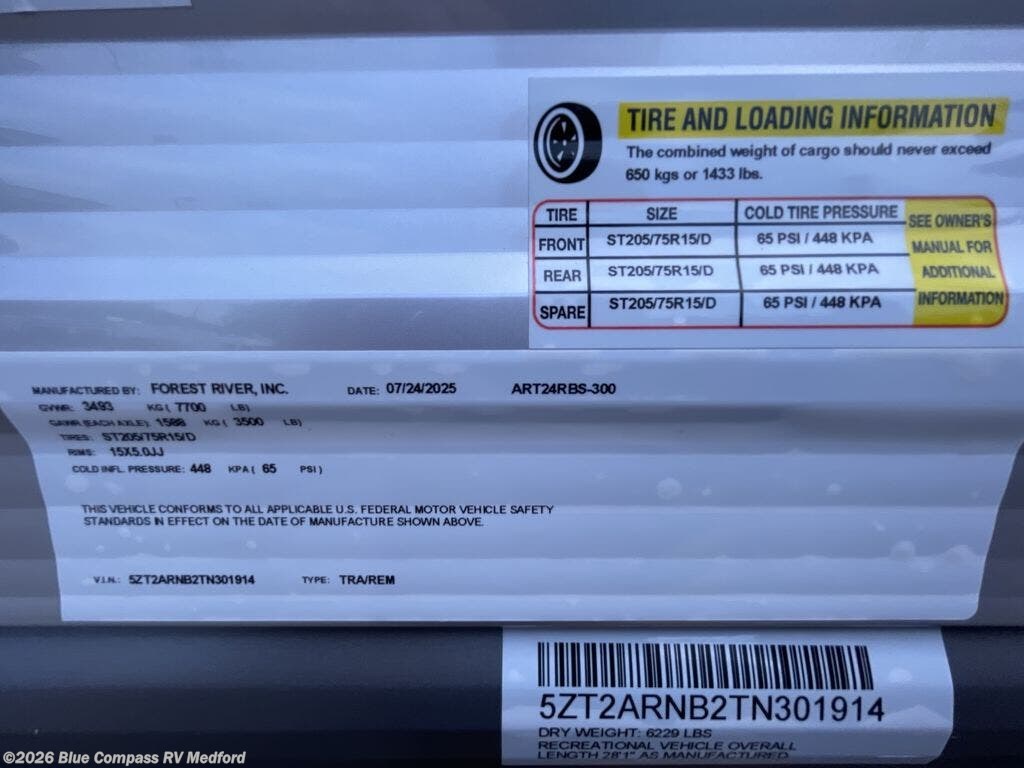 TIRE AND LOADING INFORMATION
The combined weight of cargo should never exceed
650 kgs or 1433 lbs.
TIRE SIZE COLD TIRE PRESSURE SEE OWNER'S
FRONT ST205/75R15/D 65 PSI / 448 KPA MANUAL FOR
REAR ST205/75R15/D 65 PSI / 448 KPA ADDITIONAL
SPARE ST205/75R15/D 65 PSI / 448 KPA INFORMATION
MANUFACTURED BY: FOREST RIVER, INC. DATE: 07/24/2025 ART24RBS-300
GVWR: 3493 KG ( 7700 LB)
GAWR (EACH AXLE): 1588 KG ( 3500 LB)
TIRES: ST205/75R15/D
RIMS: 15X5.0JJ
COLD INFL. PRESSURE: 448 KPA ( 65 PSI )
THIS VEHICLE CONFORMS TO ALL APPLICABLE U.S. FEDERAL MOTOR VEHICLE SAFETY
STANDARDS IN EFFECT ON THE DATE OF MANUFACTURE SHOWN ABOVE.
V.I.N.: 5ZT2ARNB2TN301914 TYPE: TRA/REM
5ZT2ARNB2TN301914
DRY WEIGHT: 6229 LBS
RECREATIONAL VEHICLE OVERALL
LENGTH 28'1" AS MANUFACTURED
©2026 Blue Compass RV Medford